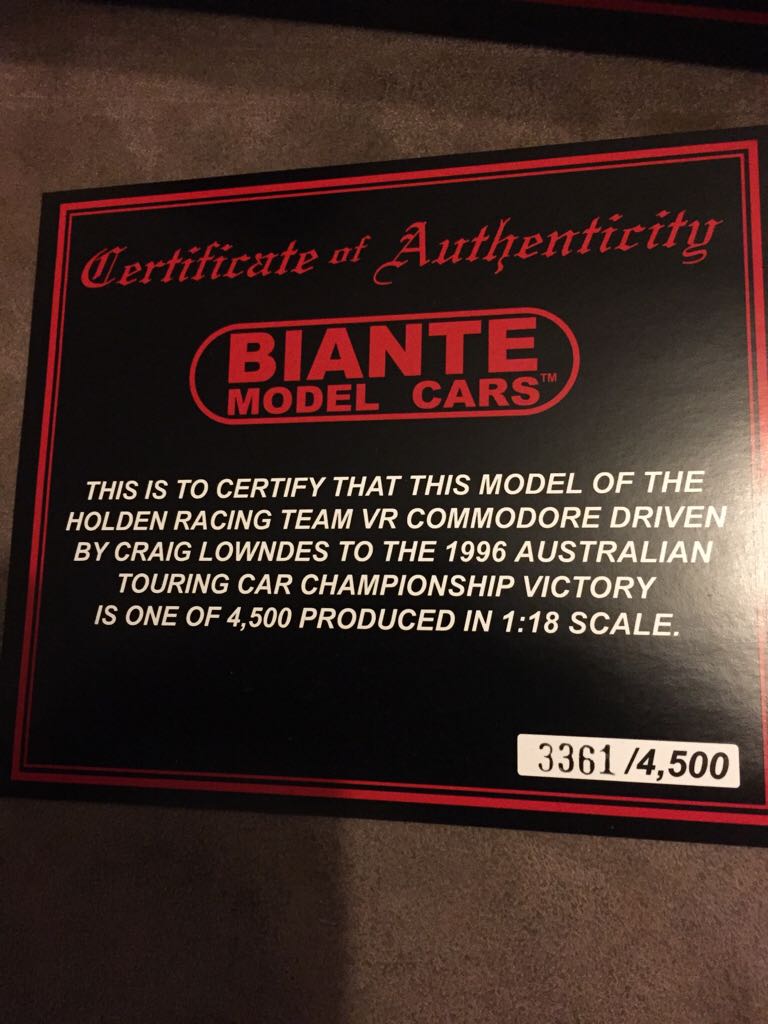 Certificate of Authenticity
BIANTE
MODEL CARS™
THIS IS TO CERTIFY THAT THIS MODEL OF THE
HOLDEN RACING TEAM VR COMMODORE DRIVEN
BY CRAIG LOWNDES TO THE 1996 AUSTRALIAN
TOURING CAR CHAMPIONSHIP VICTORY
IS ONE OF 4,500 PRODUCED IN 1:18 SCALE.
3361/4,500